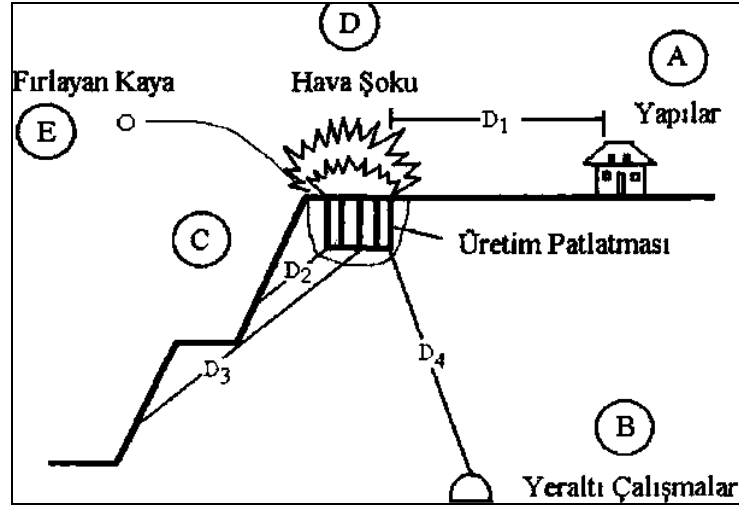 D
A
Fırlayan Kaya
Hava Şoku
Yapılar
E
D1
C
Üretim Patlatması
D2
D3
D4
B
Yeraltı Çalışmalar